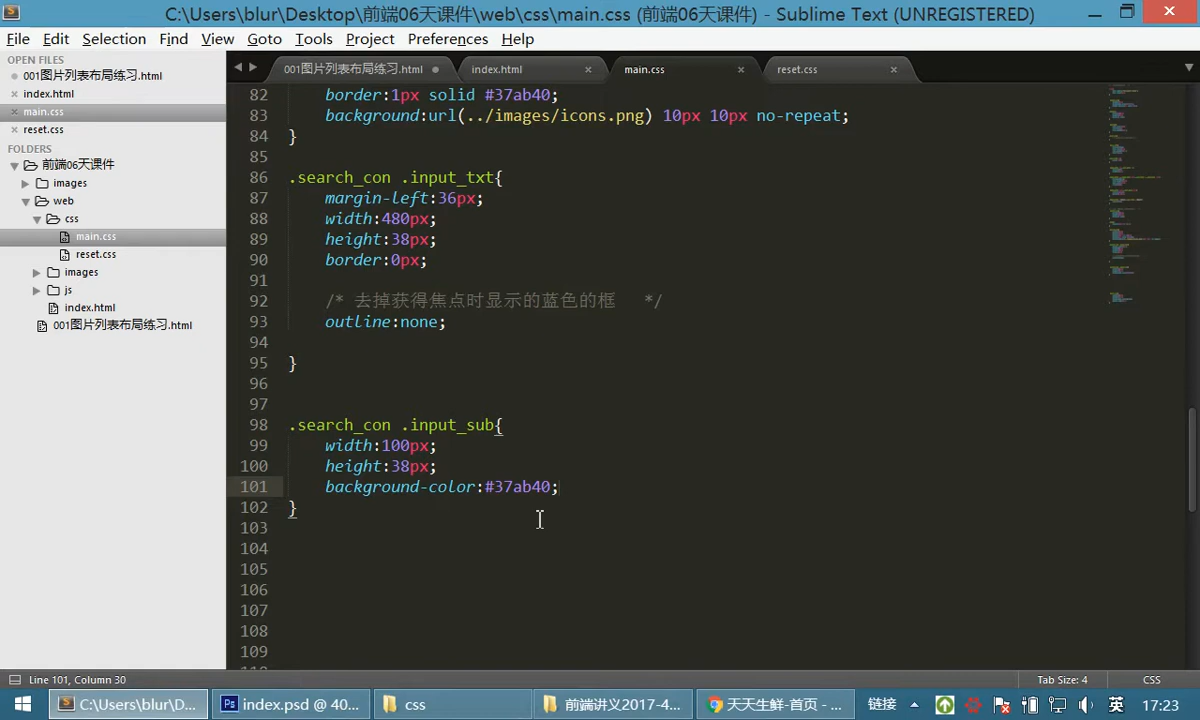 C:\Users\blur\Desktop\前端06天课件\web\css\main.css (前端06天课件) - Sublime Text (UNREGISTERED)
File Edit Selection Find View Goto Tools Project Preferences Help
OPEN FILES
001图片列表布局练习.html
index.html
main.css
reset.css
FOLDERS
前端06天课件
images
web
css
main.css
reset.css
images
js
index.html
001图片列表布局练习.html
001图片列表布局练习.html index.html main.css reset.css
82 border:1px solid #37ab40;
83 background:url(../images/icons.png) 10px 10px no-repeat;
84 }
85
86 .search_con .input_txt{
87 margin-left:36px;
88 width:480px;
89 height:38px;
90 border:0px;
91
92 /* 去掉获得焦点时显示的蓝色的框 */
93 outline:none;
94
95 }
96
97
98 .search_con .input_sub{
99 width:100px;
100 height:38px;
101 background-color:#37ab40;
102 }
103
104
105
106
107
108
109
Line 101, Column 30 Tab Size: 4 CSS
C:\Users\blur\D... index.psd @ 40... css 前端讲义2017-4... 天天生鲜-首页 - ... 链接 英 17:23